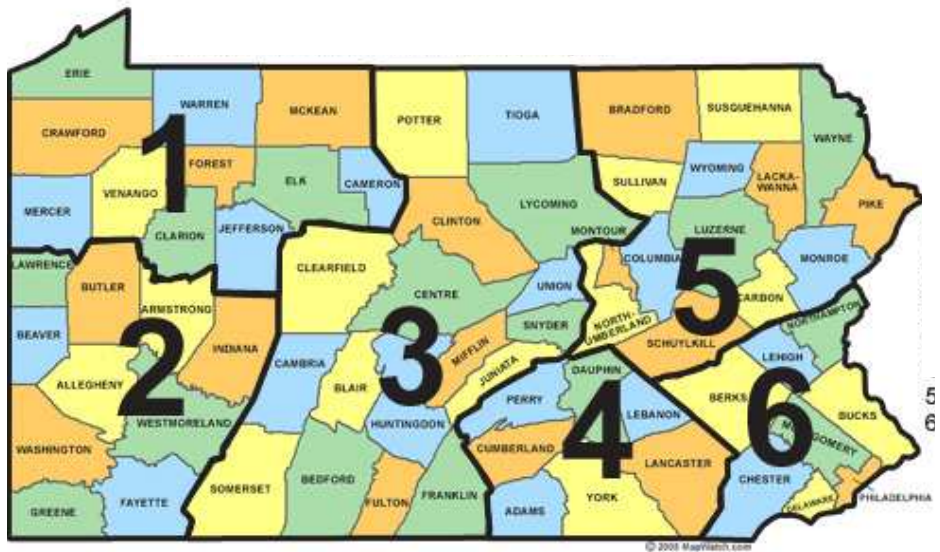 ERIE
WARREN
MCKEAN
CRAWFORD
FOREST
VENANGO
ELK
CAMERON
MERCER
CLARION
JEFFERSON
1
POTTER
TIOGA
BRADFORD
SUSQUEHANNA
WAYNE
WYOMING
LACKA-
WANNA
SULLIVAN
PIKE
LYCOMING
CLINTON
MONTOUR
COLUMBIA
LUZERNE
MONROE
5
CARBON
NORTH-
UMBERLAND
SCHUYLKILL
LAWRENCE
BUTLER
ARMSTRONG
BEAVER
INDIANA
2
ALLEGHENY
WESTMORELAND
WASHINGTON
GREENE
FAYETTE
CLEARFIELD
CENTRE
UNION
SNYDER
MIFFLIN
JUNIATA
3
CAMBRIA
BLAIR
HUNTINGDON
SOMERSET
BEDFORD
FULTON
FRANKLIN
DAUPHIN
PERRY
LEBANON
4
CUMBERLAND
LANCASTER
ADAMS
YORK
NORTHAMPTON
LEHIGH
BERKS
6
BUCKS
MONTGOMERY
CHESTER
DELAWARE
PHILADELPHIA
5
6
© 2005 MapWatch.com